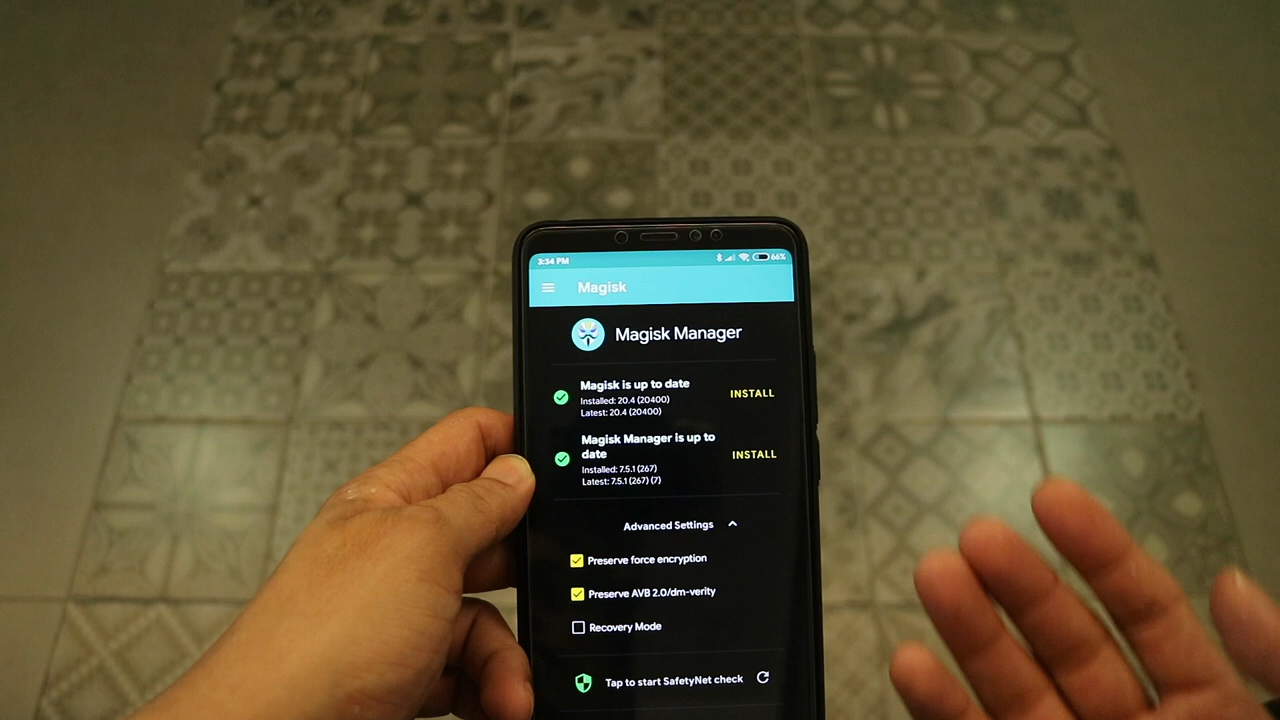 3:34 PM 66%
Magisk
Magisk Manager
Magisk is up to date
Installed: 20.4 (20400)
Latest: 20.4 (20400)
INSTALL
Magisk Manager is up to
date
Installed: 7.5.1 (267)
Latest: 7.5.1 (267) (7)
INSTALL
Advanced Settings
Preserve force encryption
Preserve AVB 2.0/dm-verity
Recovery Mode
Tap to start SafetyNet check